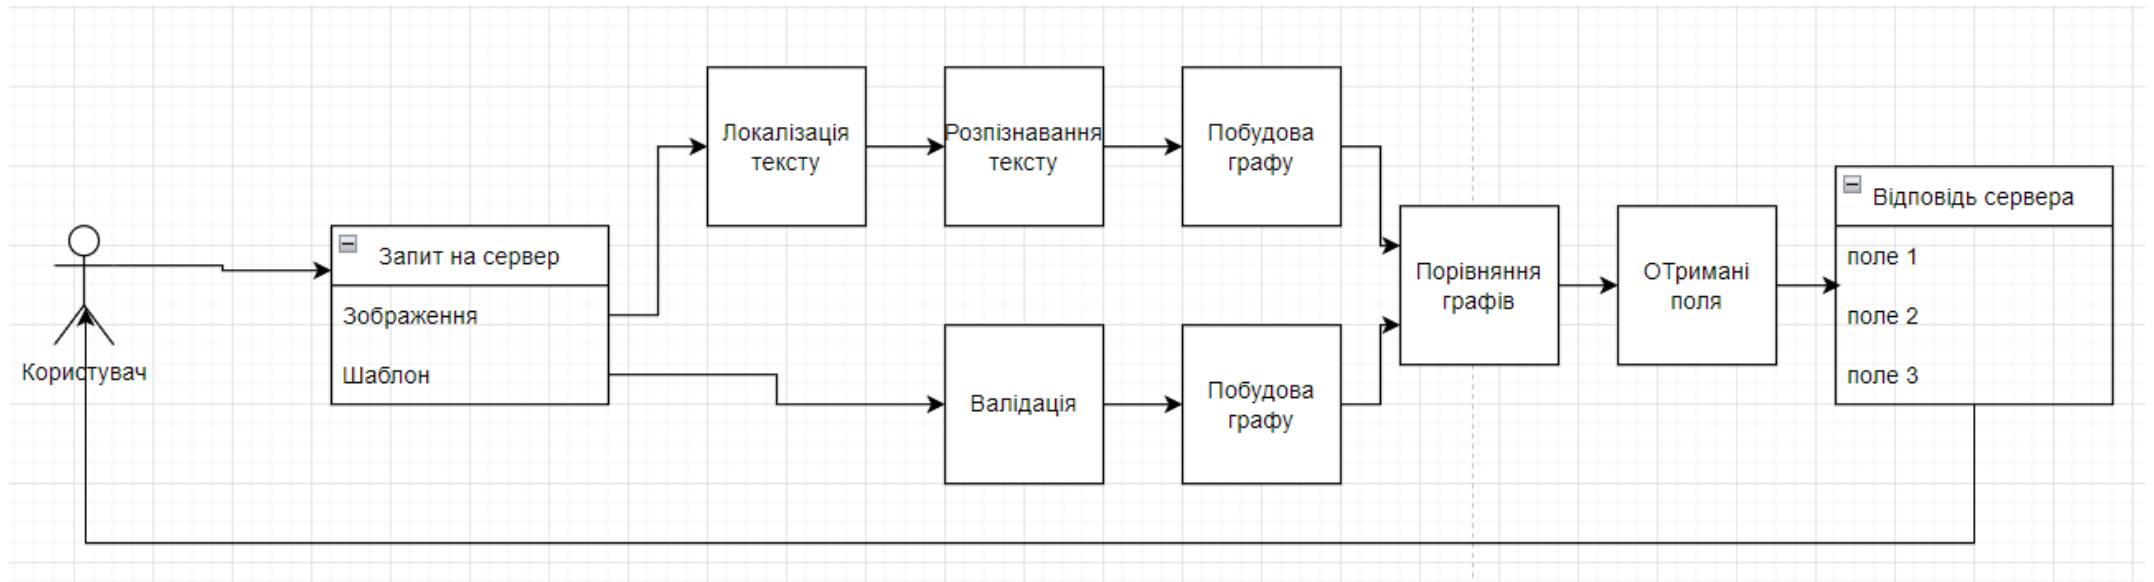 Користувач
Запит на сервер
Зображення
Шаблон
Локалізація
тексту
Розпізнавання
тексту
Побудова
графу
Валідація
Побудова
графу
Порівняння
графів
ОТримані
поля
Відповідь сервера
поле 1
поле 2
поле 3